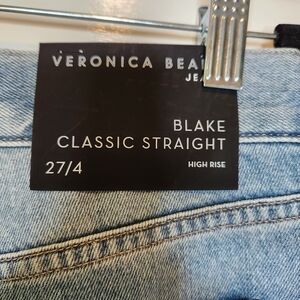 VERONICA BEA
JEA
BLAKE
CLASSIC STRAIGHT
27/4
HIGH RISE